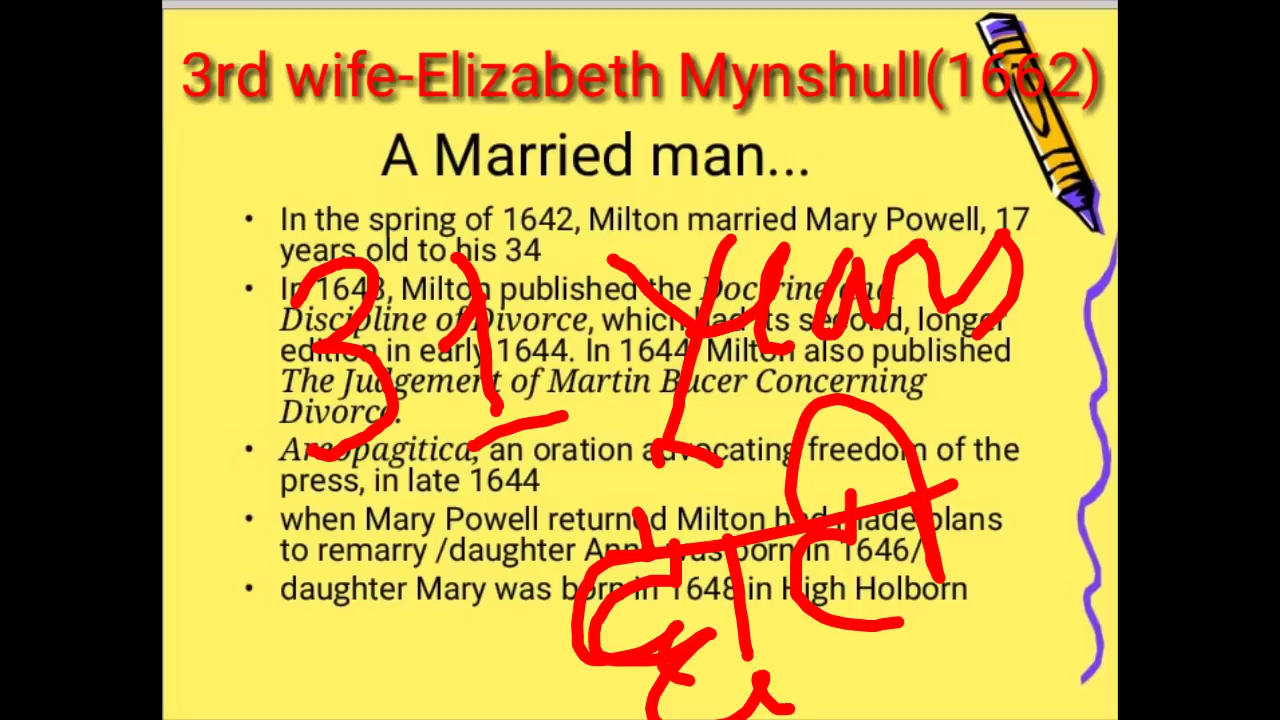 3rd wife-Elizabeth Mynshull(1662)
A Married man...
• In the spring of 1642, Milton married Mary Powell, 17
years old to his 34
• In 1643, Milton published the Doctrine and
Discipline of Divorce, which had its second, longer
edition in early 1644. In 1644, Milton also published
The Judgement of Martin Bucer Concerning
Divorce.
31 years
• Areopagitica, an oration advocating freedom of the
press, in late 1644
• when Mary Powell returned Milton had made plans
to remarry /daughter Anne was born in 1646/
• daughter Mary was born in 1648 in High Holborn